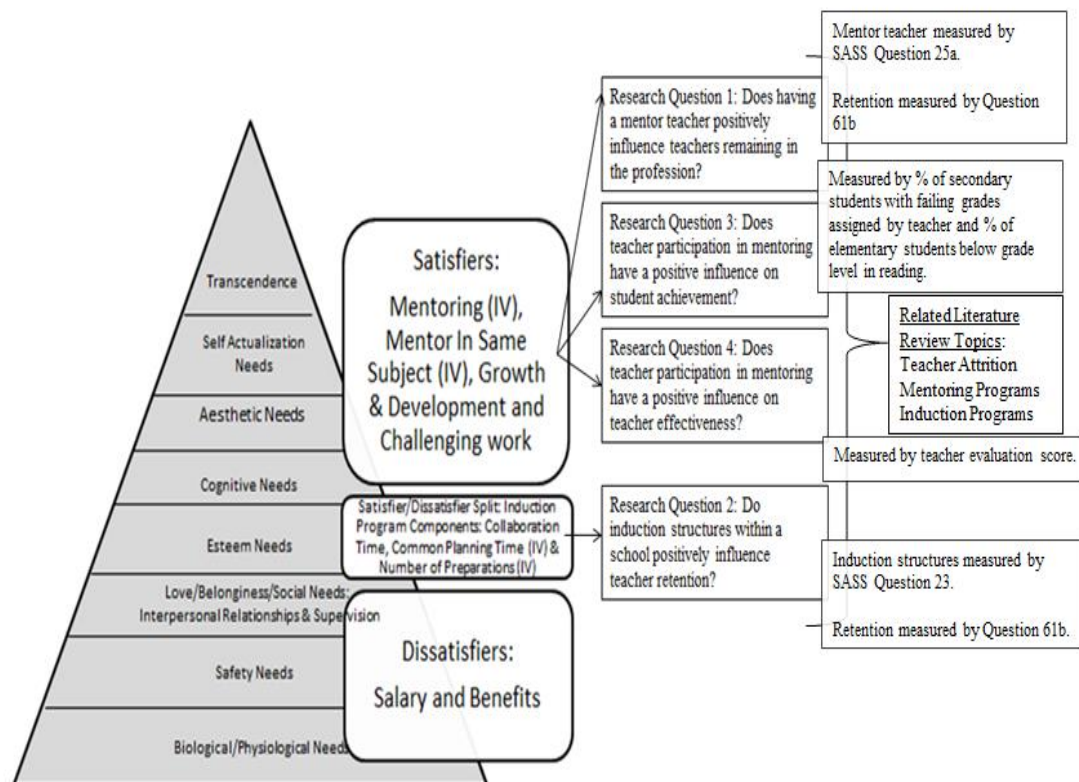 Transcendence
Self Actualization
Needs
Aesthetic Needs
Cognitive Needs
Esteem Needs
Love/Belonginess/Social Needs:
Interpersonal Relationships & Supervision
Safety Needs
Biological/Physiological Needs
Satisfiers:
Mentoring (IV),
Mentor In Same
Subject (IV), Growth
& Development and
Challenging work
Satisfier/Dissatisfier Split: Induction
Program Components: Collaboration
Time, Common Planning Time (IV) &
Number of Preparations (IV)
Dissatisfiers:
Salary and Benefits
Research Question 1: Does having
a mentor teacher positively
influence teachers remaining in
the profession?
Research Question 3: Does
teacher participation in mentoring
have a positive influence on
student achievement?
Research Question 4: Does
teacher participation in mentoring
have a positive influence on
teacher effectiveness?
Research Question 2: Do
induction structures within a
school positively influence
teacher retention?
Mentor teacher measured by
SASS Question 25a.
Retention measured by Question
61b
Measured by % of secondary
students with failing grades
assigned by teacher and % of
elementary students below grade
level in reading.
Related Literature
Review Topics:
Teacher Attrition
Mentoring Programs
Induction Programs
Measured by teacher evaluation score.
Induction structures measured by
SASS Question 23.
Retention measured by Question 61b.